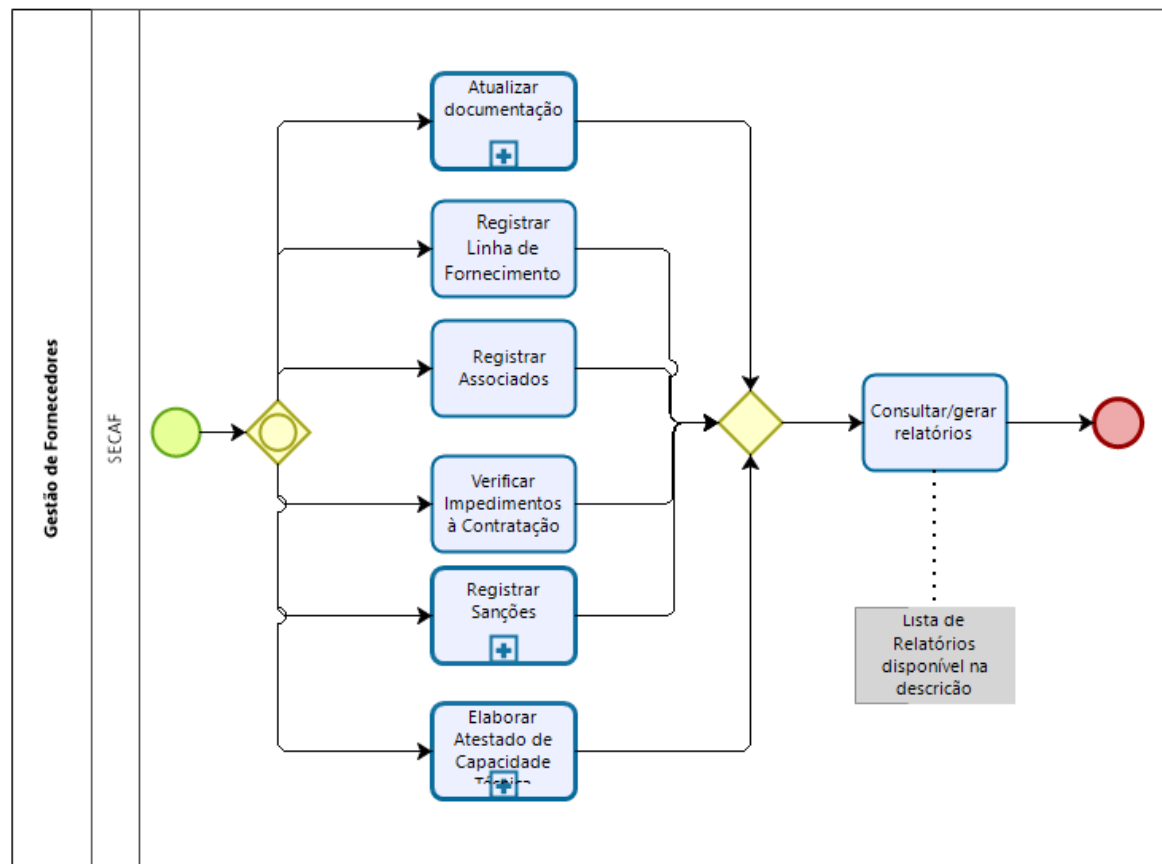 Gestão de Fornecedores
SECAF
Atualizar
documentação
Registrar
Linha de
Fornecimento
Registrar
Associados
Verificar
Impedimentos
à Contratação
Registrar
Sanções
Elaborar
Atestado de
Capacidade
Técnica
Consultar/gerar
relatórios
Lista de
Relatórios
disponível na
descrição